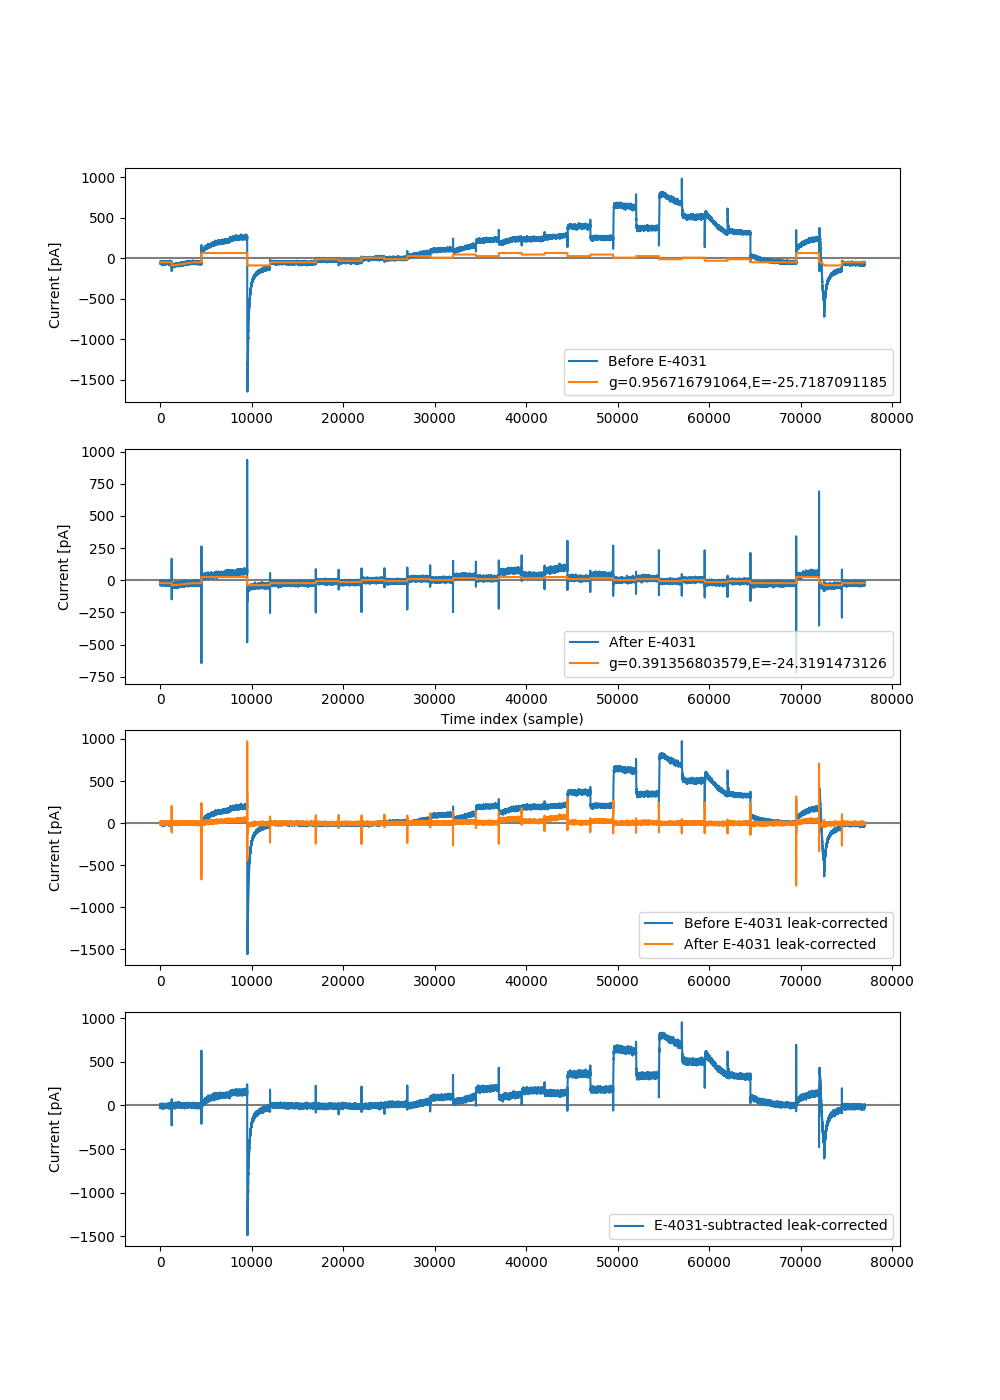 1000
500
0
−500
−1000
−1500
Current [pA]
Before E-4031
g=0.956716791064,E=-25.7187091185
0 10000 20000 30000 40000 50000 60000 70000 80000
1000
750
500
250
0
−250
−500
−750
Current [pA]
After E-4031
g=0.391356803579,E=-24.3191473126
0 10000 20000 30000 40000 50000 60000 70000 80000
Time index (sample)
1000
500
0
−500
−1000
−1500
Current [pA]
Before E-4031 leak-corrected
After E-4031 leak-corrected
0 10000 20000 30000 40000 50000 60000 70000 80000
1000
500
0
−500
−1000
−1500
Current [pA]
E-4031-subtracted leak-corrected
0 10000 20000 30000 40000 50000 60000 70000 80000